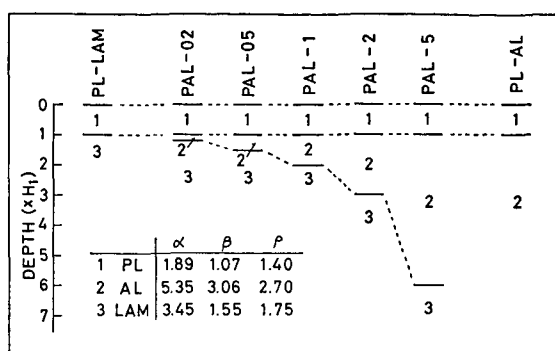 PL-LAM PAL-02 PAL-05 PAL-1 PAL-2 PAL-5 PL-AL
DEPTH (x H₁)
0
1 1 1 1 1 1 1
1
3 2 2 2 2
2
3 3 3
3
2 2
3
4
5
6
3
7
α β ρ
1 PL 1.89 1.07 1.40
2 AL 5.35 3.06 2.70
3 LAM 3.45 1.55 1.75